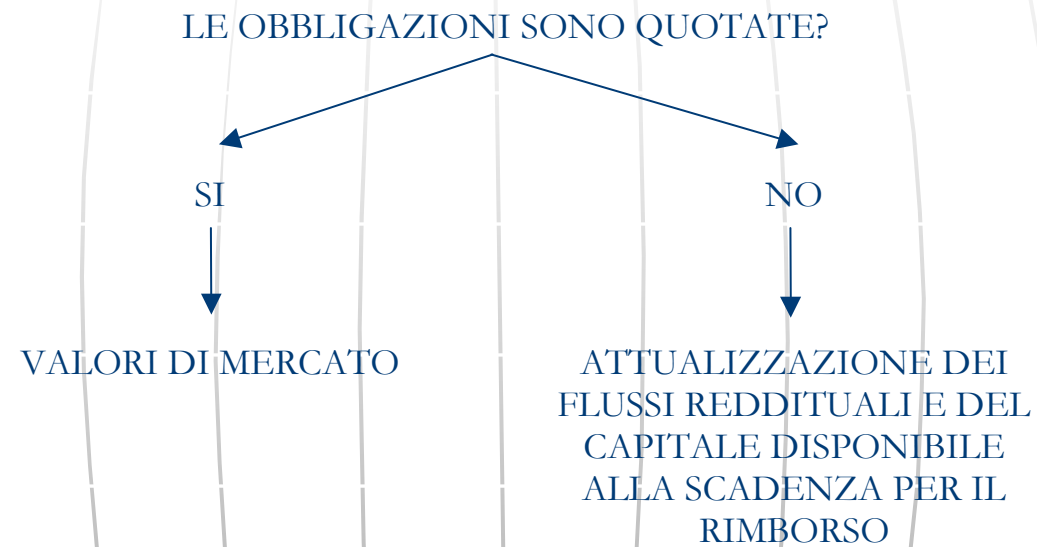 LE OBBLIGAZIONI SONO QUOTATE?
SI
NO
VALORI DI MERCATO
ATTUALIZZAZIONE DEI
FLUSSI REDDITUALI E DEL
CAPITALE DISPONIBILE
ALLA SCADENZA PER IL
RIMBORSO